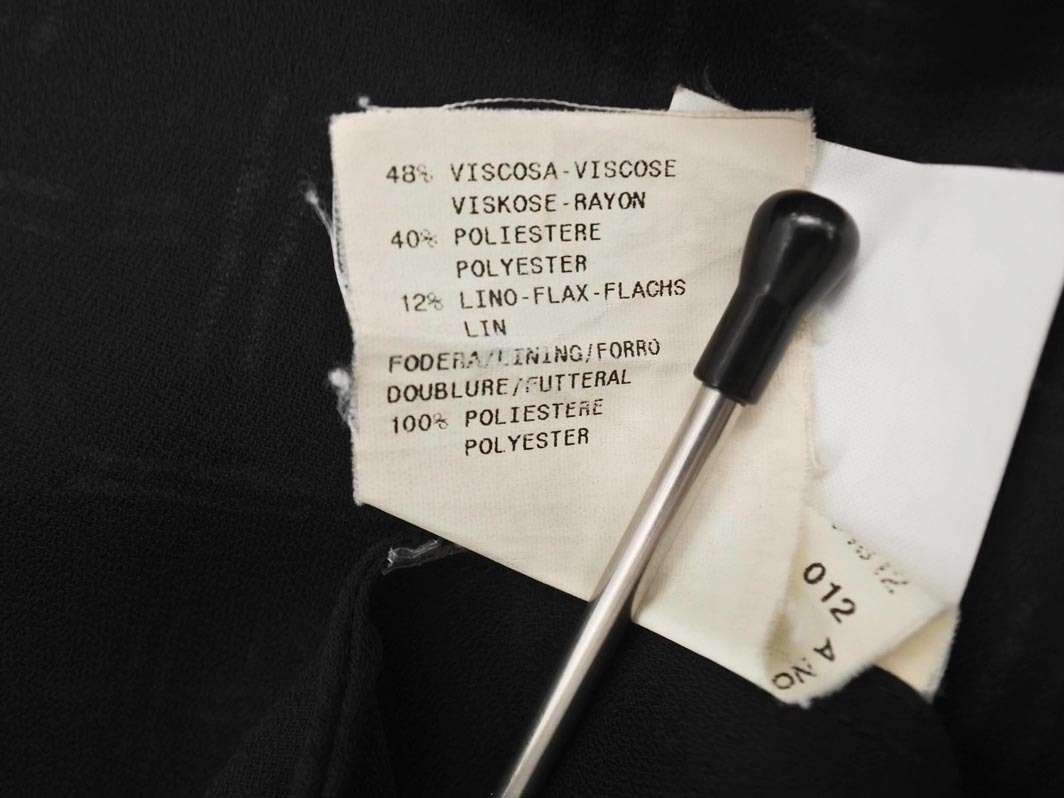 48% VISCOSA-VISCOSE
VISKOSE-RAYON
40% POLIESTERE
POLYESTER
12% LINO-FLAX-FLACHS
LIN
FODERA/LINING/FORRO
DOUBLURE/FUTTERAL
100% POLIESTERE
POLYESTER
012